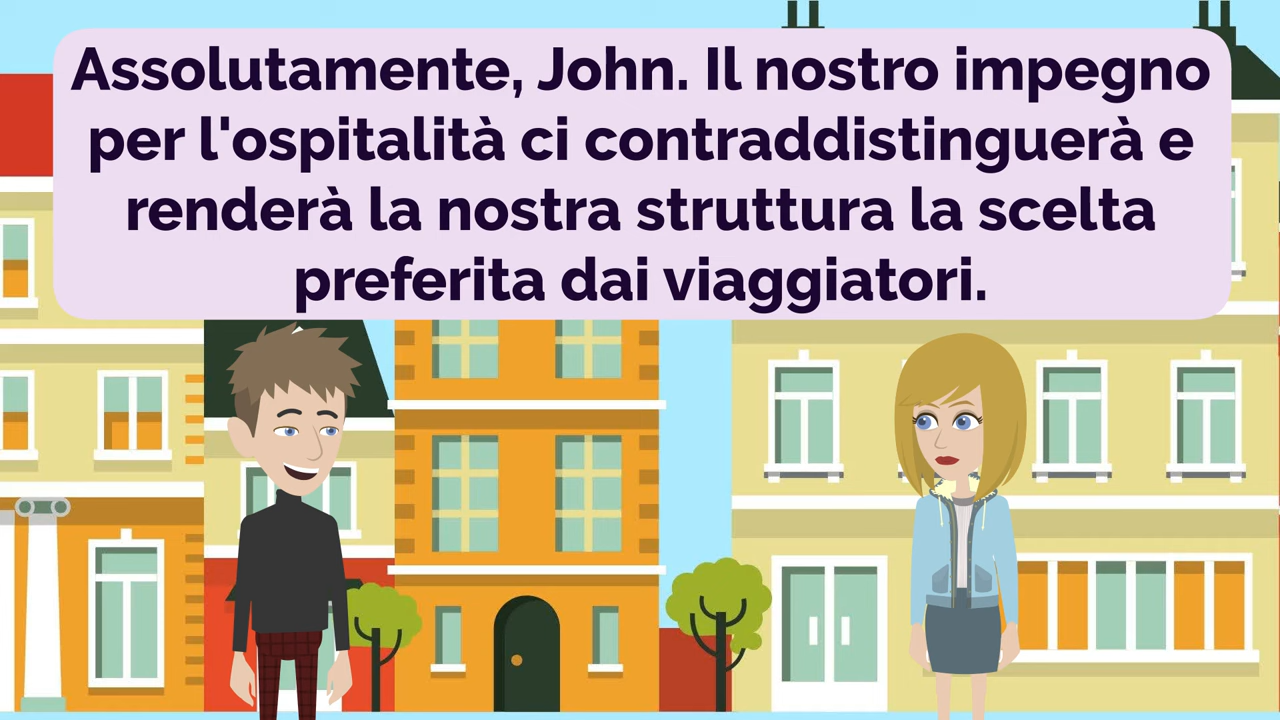 Assolutamente, John. Il nostro impegno
per l'ospitalità ci contraddistinguerà e
renderà la nostra struttura la scelta
preferita dai viaggiatori.